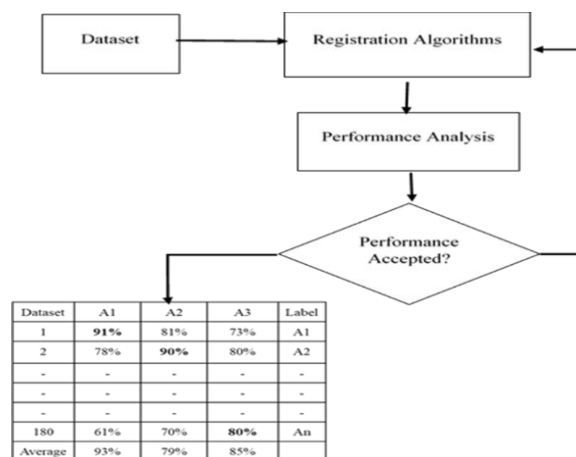 Dataset
Registration Algorithms
Performance Analysis
Performance
Accepted?
Dataset A1 A2 A3 Label
1 91% 81% 73% A1
2 78% 90% 80% A2
- - - - -
- - - - -
- - - - -
180 61% 70% 80% An
Average 93% 79% 85%